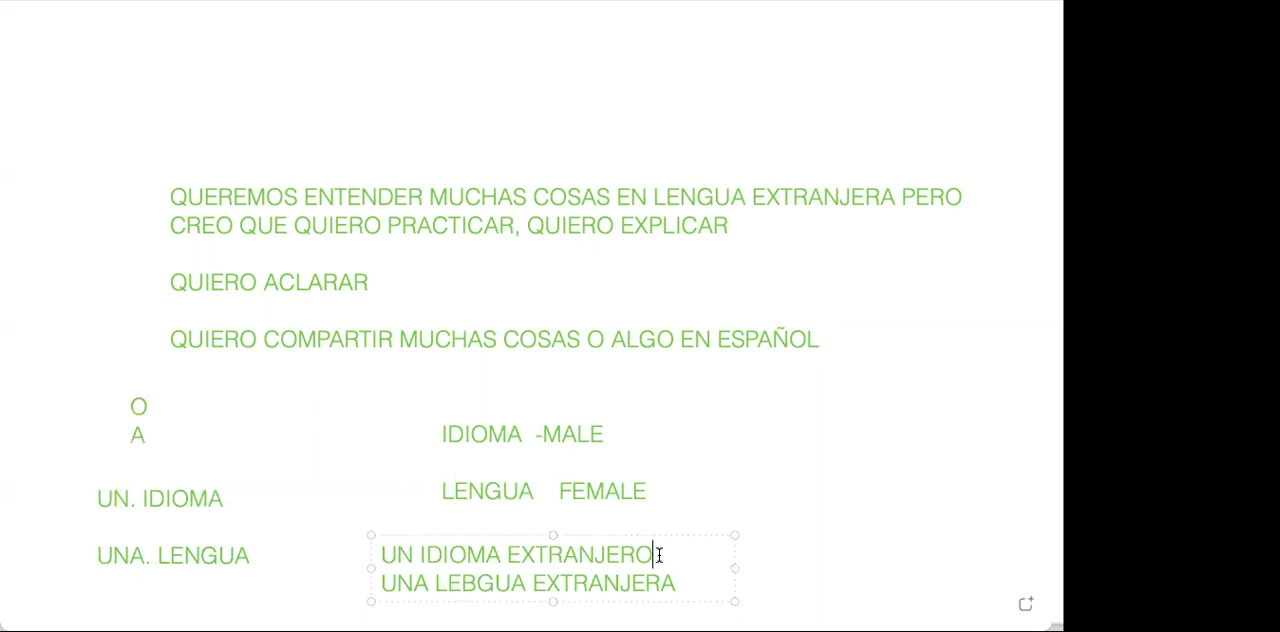 QUEREMOS ENTENDER MUCHAS COSAS EN LENGUA EXTRANJERA PERO
CREO QUE QUIERO PRACTICAR, QUIERO EXPLICAR
QUIERO ACLARAR
QUIERO COMPARTIR MUCHAS COSAS O ALGO EN ESPAÑOL
O
A
IDIOMA -MALE
LENGUA FEMALE
UN. IDIOMA
UNA. LENGUA
UN IDIOMA EXTRANJERO
UNA LEBGUA EXTRANJERA